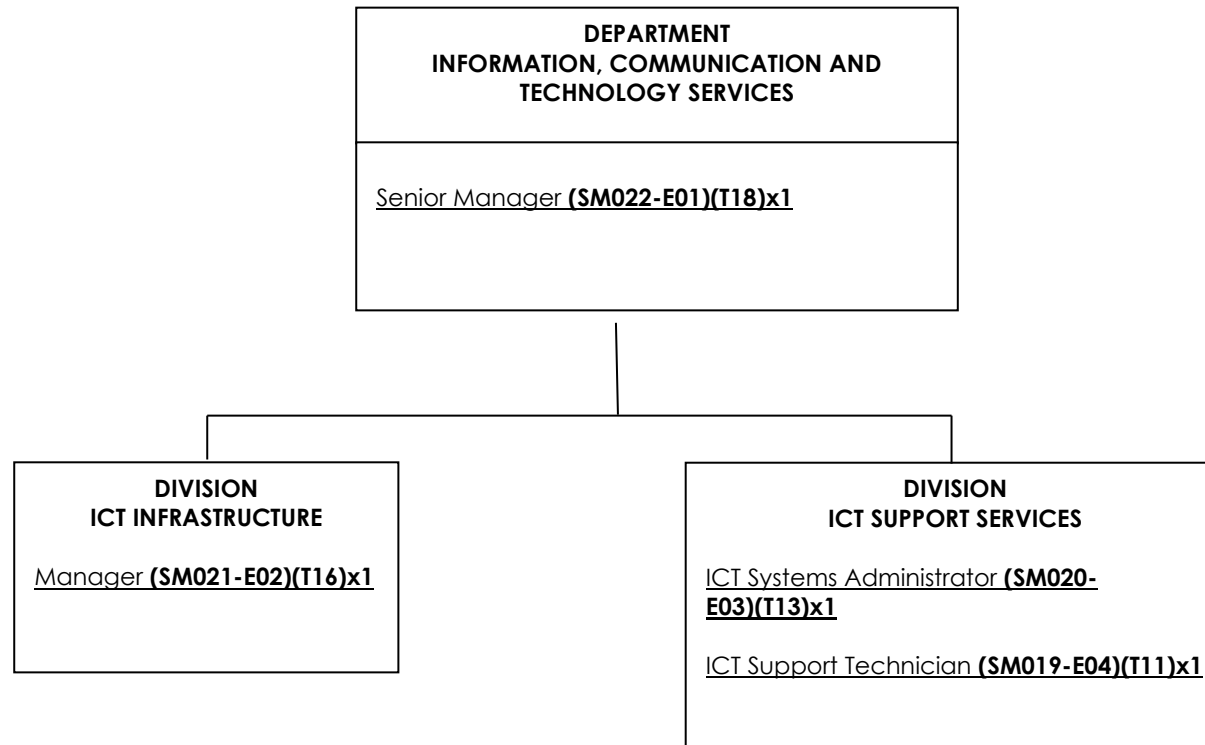 DEPARTMENT
INFORMATION, COMMUNICATION AND
TECHNOLOGY SERVICES
Senior Manager (SM022-E01)(T18)x1
DIVISION
ICT INFRASTRUCTURE
Manager (SM021-E02)(T16)x1
DIVISION
ICT SUPPORT SERVICES
ICT Systems Administrator (SM020-
E03)(T13)x1
ICT Support Technician (SM019-E04)(T11)x1